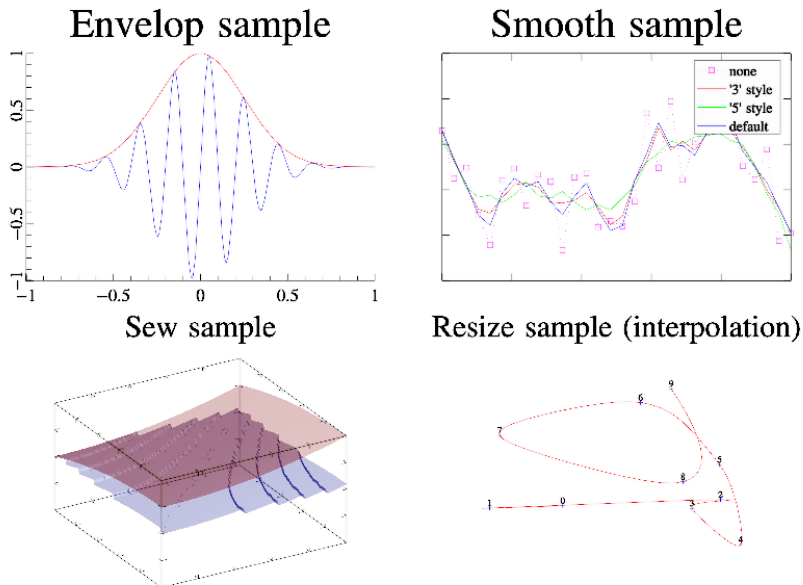 Envelop sample
Smooth sample
1
0.5
0
−0.5
−1
−1
−0.5
0
0.5
1
none
'3' style
'5' style
default
Sew sample
Resize sample (interpolation)
9
6
7
5
8
1
0
3
2
4